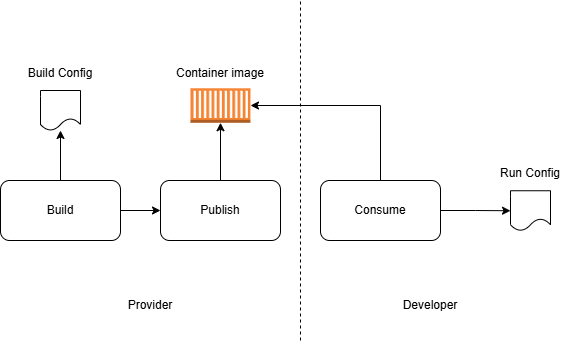 Build Config
Container image
Run Config
Build
Publish
Consume
Provider
Developer